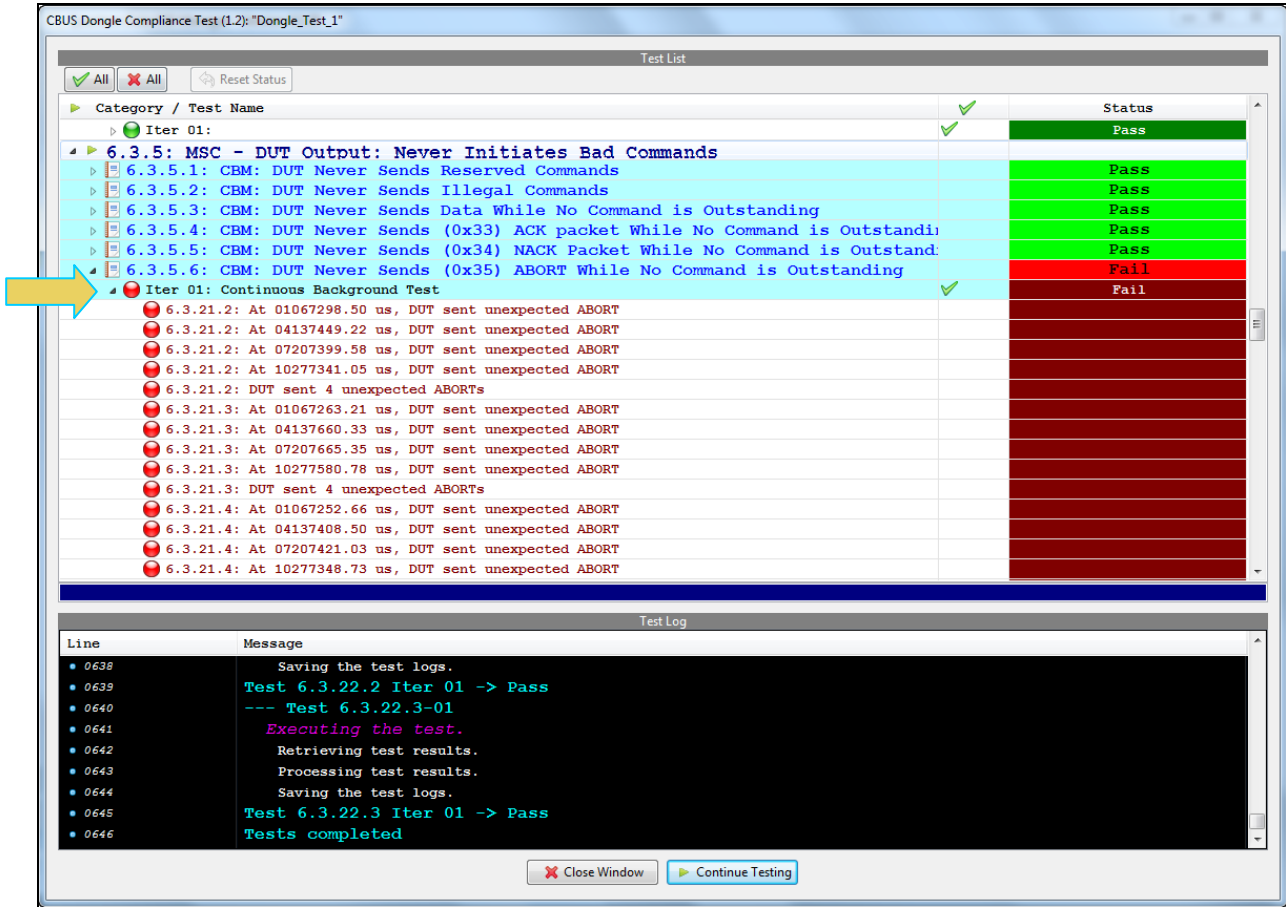 CBUS Dongle Compliance Test (1.2): "Dongle_Test_1"
Test List
All All Reset Status
Category / Test Name Status
Iter 01: Pass
6.3.5: MSC - DUT Output: Never Initiates Bad Commands
6.3.5.1: CBM: DUT Never Sends Reserved Commands Pass
6.3.5.2: CBM: DUT Never Sends Illegal Commands Pass
6.3.5.3: CBM: DUT Never Sends Data While No Command is Outstanding Pass
6.3.5.4: CBM: DUT Never Sends (0x33) ACK packet While No Command is Outstandi Pass
6.3.5.5: CBM: DUT Never Sends (0x34) NACK Packet While No Command is Outstand Pass
6.3.5.6: CBM: DUT Never Sends (0x35) ABORT While No Command is Outstanding Fail
Iter 01: Continuous Background Test Fail
6.3.21.2: At 01067298.50 us, DUT sent unexpected ABORT
6.3.21.2: At 04137449.22 us, DUT sent unexpected ABORT
6.3.21.2: At 07207399.58 us, DUT sent unexpected ABORT
6.3.21.2: At 10277341.05 us, DUT sent unexpected ABORT
6.3.21.2: DUT sent 4 unexpected ABORTs
6.3.21.3: At 01067263.21 us, DUT sent unexpected ABORT
6.3.21.3: At 04137660.33 us, DUT sent unexpected ABORT
6.3.21.3: At 07207665.35 us, DUT sent unexpected ABORT
6.3.21.3: At 10277580.78 us, DUT sent unexpected ABORT
6.3.21.3: DUT sent 4 unexpected ABORTs
6.3.21.4: At 01067252.66 us, DUT sent unexpected ABORT
6.3.21.4: At 04137408.50 us, DUT sent unexpected ABORT
6.3.21.4: At 07207421.03 us, DUT sent unexpected ABORT
6.3.21.4: At 10277348.73 us, DUT sent unexpected ABORT
Test Log
Line Message
0638 Saving the test logs.
0639 Test 6.3.22.2 Iter 01 -> Pass
0640 --- Test 6.3.22.3-01
0641 Executing the test.
0642 Retrieving test results.
0643 Processing test results.
0644 Saving the test logs.
0645 Test 6.3.22.3 Iter 01 -> Pass
0646 Tests completed
Close Window Continue Testing